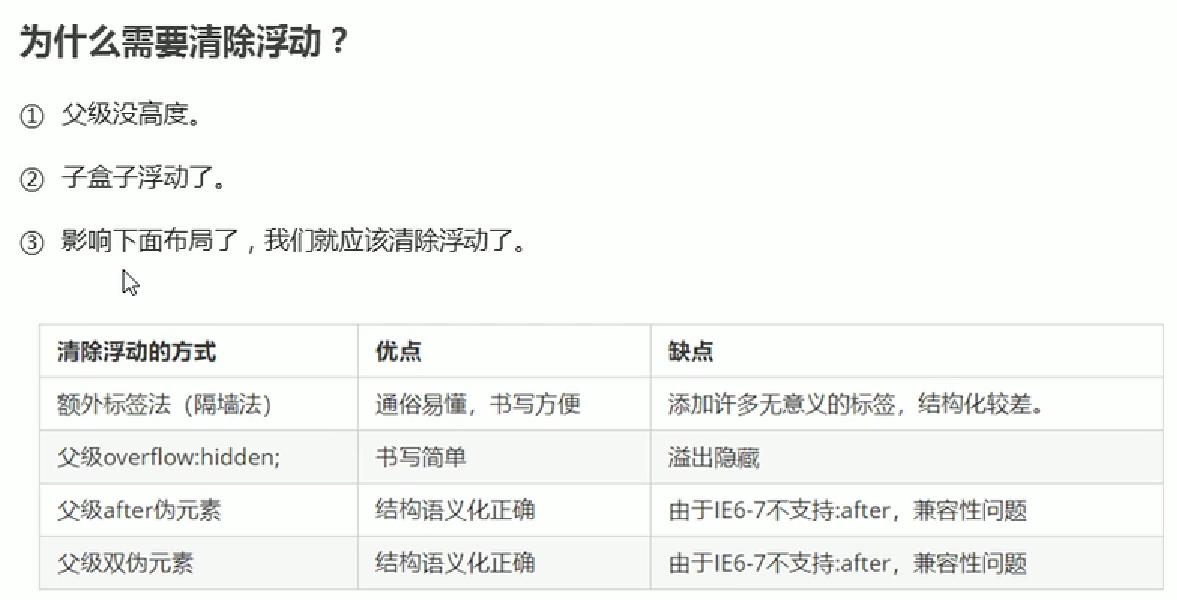 为什么需要清除浮动？
① 父级没高度。
② 子盒子浮动了。
③ 影响下面布局了，我们就应该清除浮动了。
清除浮动的方式 优点 缺点
额外标签法（隔墙法） 通俗易懂，书写方便 添加许多无意义的标签，结构化较差。
父级overflow:hidden; 书写简单 溢出隐藏
父级after伪元素 结构语义化正确 由于IE6-7不支持:after，兼容性问题
父级双伪元素 结构语义化正确 由于IE6-7不支持:after，兼容性问题